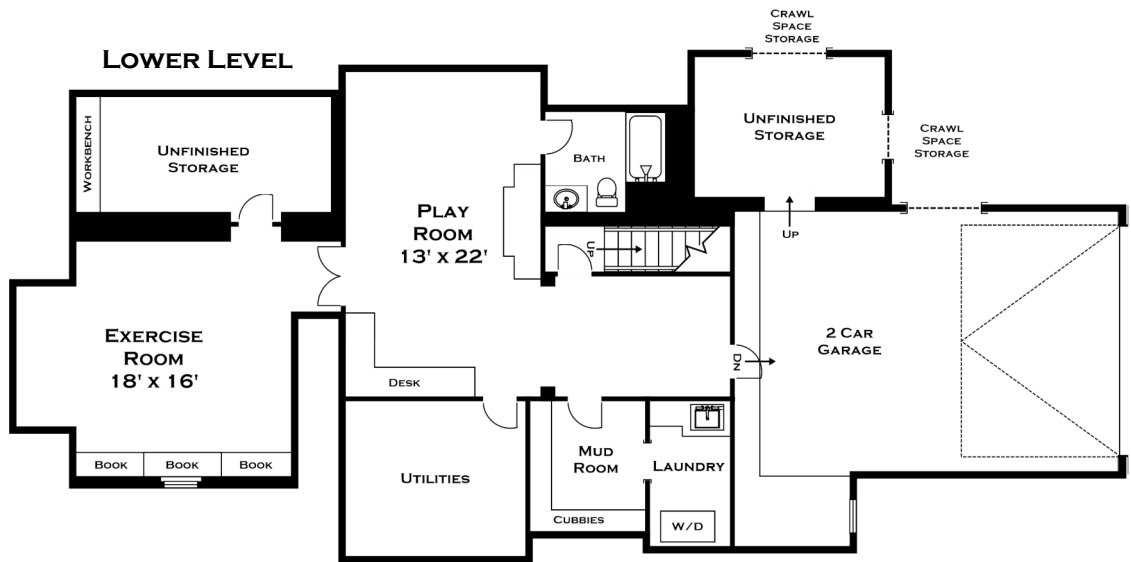 LOWER LEVEL
CRAWL
SPACE
STORAGE
WORKBENCH
UNFINISHED
STORAGE
BATH
UNFINISHED
STORAGE
CRAWL
SPACE
STORAGE
PLAY
ROOM
13' X 22'
UP
UP
EXERCISE
ROOM
18' X 16'
2 CAR
GARAGE
DN
DESK
BOOK
BOOK
BOOK
UTILITIES
MUD
ROOM
LAUNDRY
CUBBIES
W/D